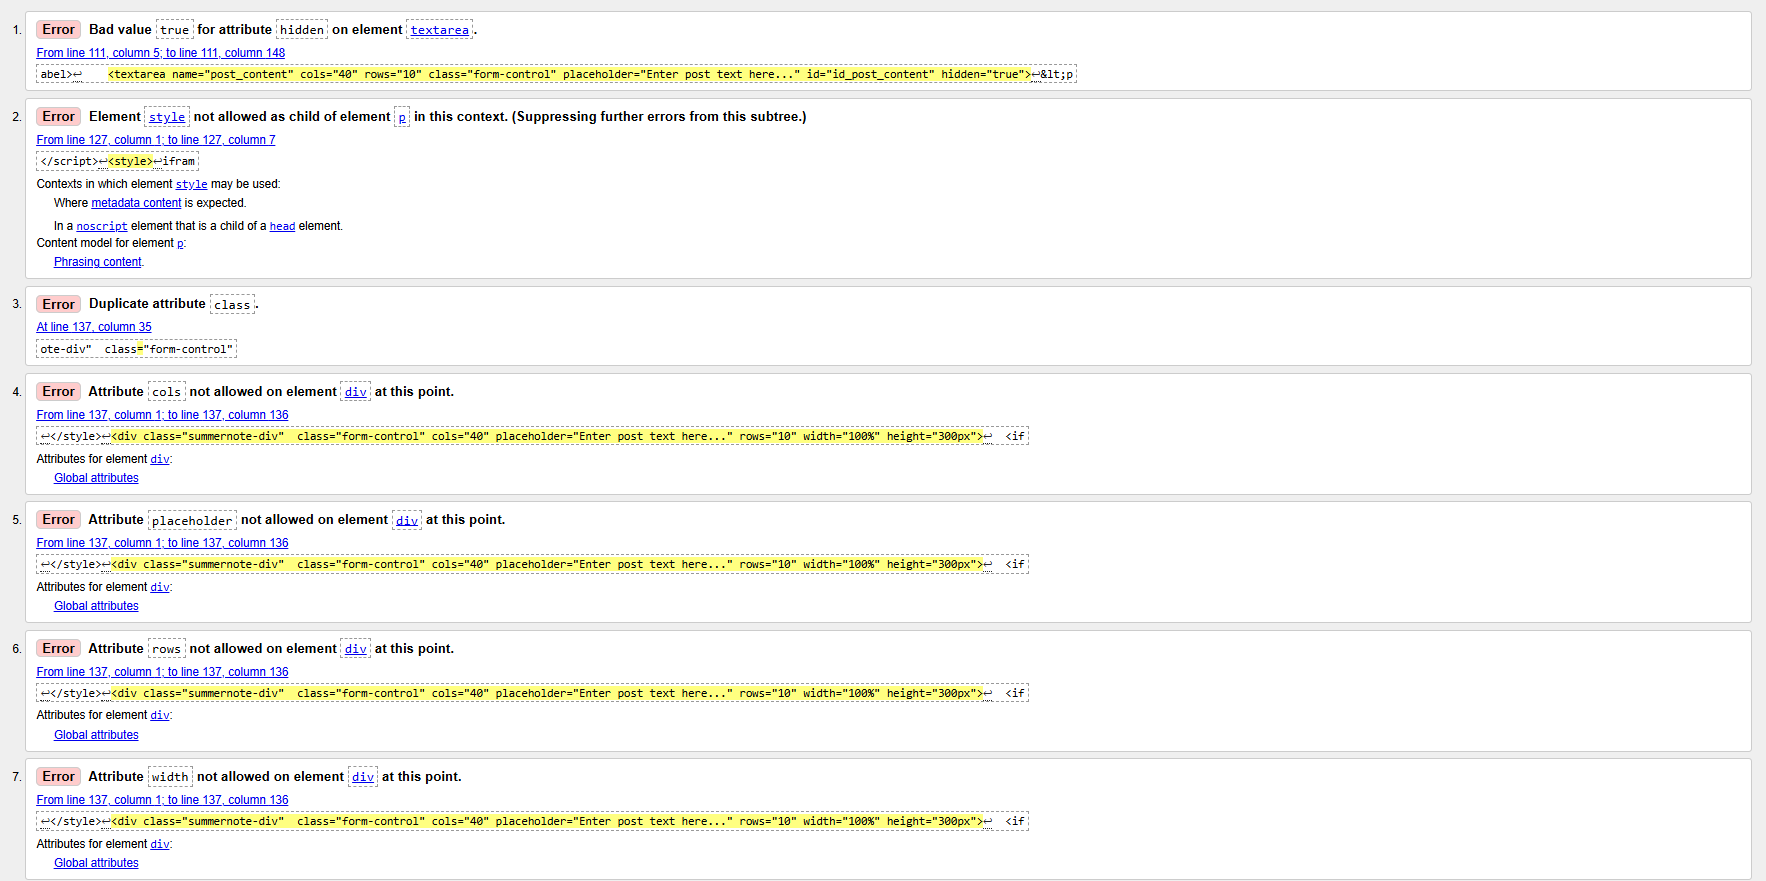 1. Error Bad value true for attribute hidden on element textarea.
From line 111, column 5; to line 111, column 148
abel>↩    <textarea name="post_content" cols="40" rows="10" class="form-control" placeholder="Enter post text here..." id="id_post_content" hidden="true">↩&lt;p
2. Error Element style not allowed as child of element p in this context. (Suppressing further errors from this subtree.)
From line 127, column 1; to line 127, column 7
</script>↩<style>↩ifram
Contexts in which element style may be used:
Where metadata content is expected.
In a noscript element that is a child of a head element.
Content model for element p:
Phrasing content.
3. Error Duplicate attribute class.
At line 137, column 35
ote-div"  class="form-control"
4. Error Attribute cols not allowed on element div at this point.
From line 137, column 1; to line 137, column 136
↩</style>↩<div class="summernote-div"  class="form-control" cols="40" placeholder="Enter post text here..." rows="10" width="100%" height="300px">↩  <if
Attributes for element div:
Global attributes
5. Error Attribute placeholder not allowed on element div at this point.
From line 137, column 1; to line 137, column 136
↩</style>↩<div class="summernote-div"  class="form-control" cols="40" placeholder="Enter post text here..." rows="10" width="100%" height="300px">↩  <if
Attributes for element div:
Global attributes
6. Error Attribute rows not allowed on element div at this point.
From line 137, column 1; to line 137, column 136
↩</style>↩<div class="summernote-div"  class="form-control" cols="40" placeholder="Enter post text here..." rows="10" width="100%" height="300px">↩  <if
Attributes for element div:
Global attributes
7. Error Attribute width not allowed on element div at this point.
From line 137, column 1; to line 137, column 136
↩</style>↩<div class="summernote-div"  class="form-control" cols="40" placeholder="Enter post text here..." rows="10" width="100%" height="300px">↩  <if
Attributes for element div:
Global attributes